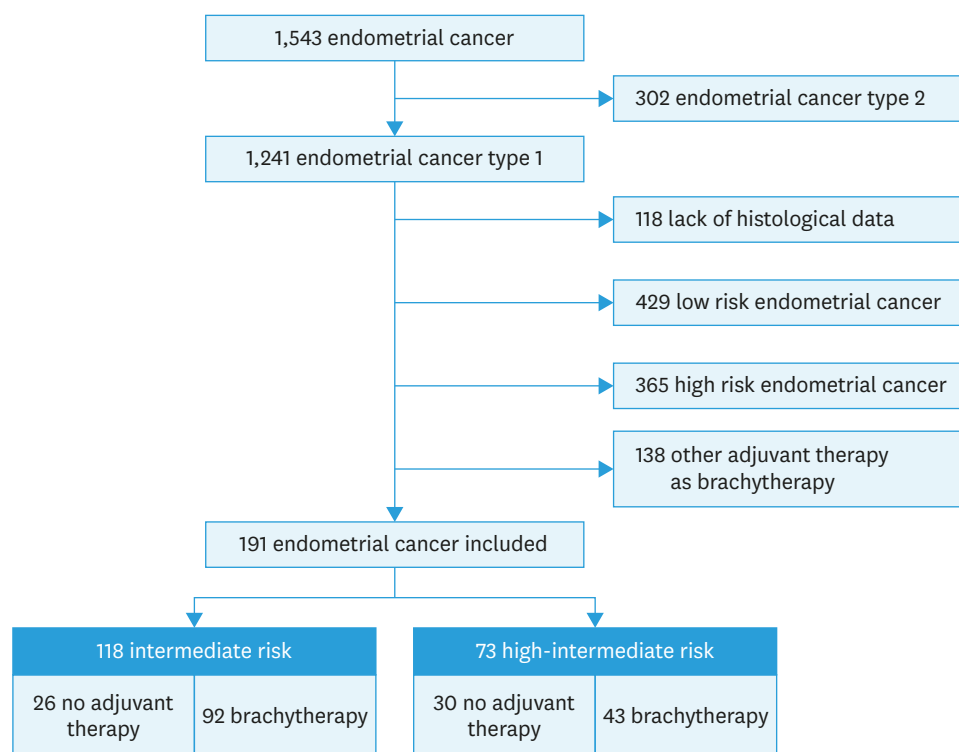 1,543 endometrial cancer
302 endometrial cancer type 2
1,241 endometrial cancer type 1
118 lack of histological data
429 low risk endometrial cancer
365 high risk endometrial cancer
138 other adjuvant therapy
as brachytherapy
191 endometrial cancer included
118 intermediate risk
26 no adjuvant
therapy
92 brachytherapy
73 high-intermediate risk
30 no adjuvant
therapy
43 brachytherapy